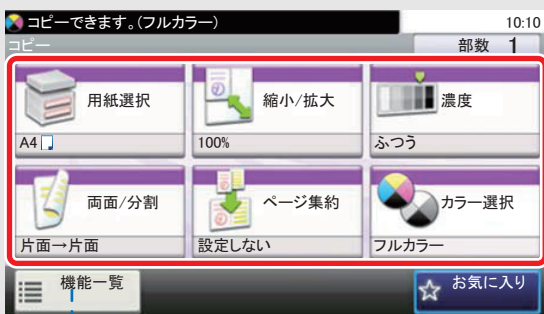 コピーできます。(フルカラー)
10:10
コピー
部数 1
用紙選択
A4
縮小/拡大
100%
濃度
ふつう
両面/分割
片面→片面
ページ集約
設定しない
カラー選択
フルカラー
機能一覧
お気に入り